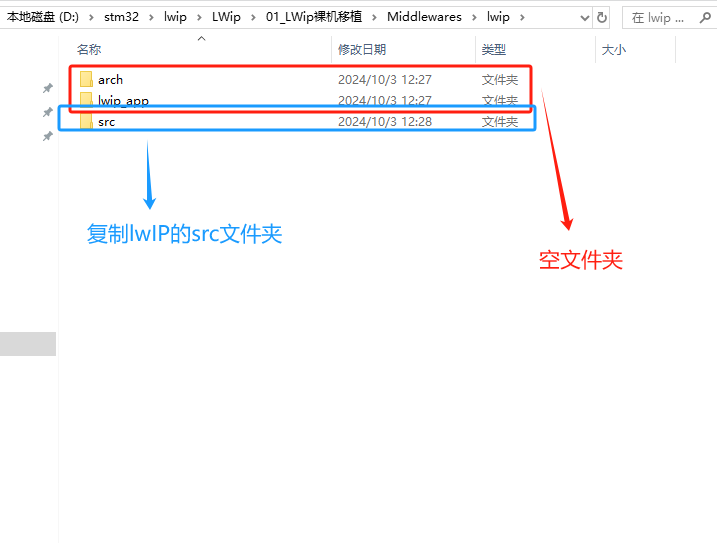 本地磁盘 (D:) › stm32 › lwip › LWip › 01_LWip裸机移植 › Middlewares › lwip ›
在 lwip ...
名称 修改日期 类型 大小
arch 2024/10/3 12:27 文件夹
lwip_app 2024/10/3 12:27 文件夹
src 2024/10/3 12:28 文件夹
复制lwIP的src文件夹
空文件夹